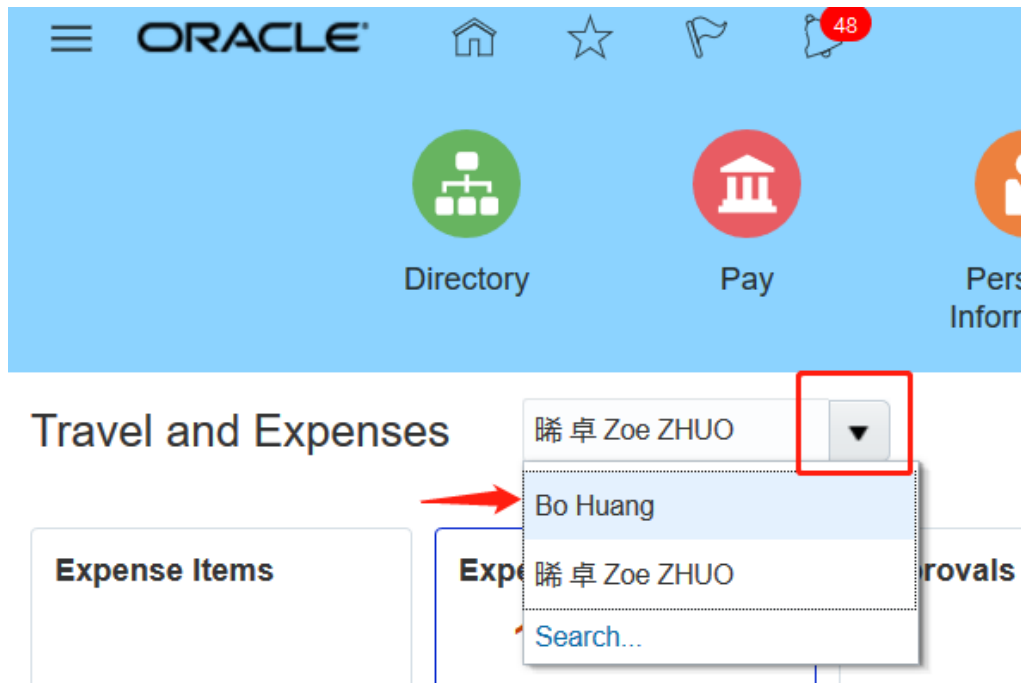 ORACLE
48
Directory
Pay
Pers
Inforr
Travel and Expenses
晞 卓 Zoe ZHUO
Bo Huang
Expense Items
Expe
晞 卓 Zoe ZHUO
rovals
Search...